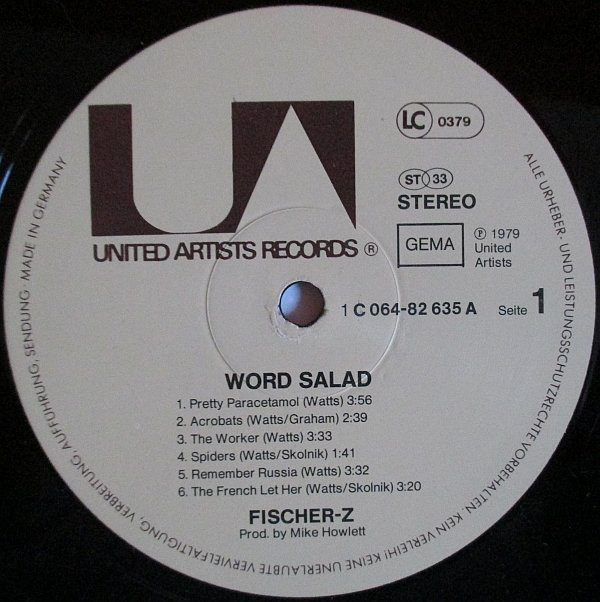 UA
UNITED ARTISTS RECORDS ®
LC 0379
ST 33
STEREO
GEMA
℗ 1979
United
Artists
1 C 064-82 635 A
Seite 1
WORD SALAD
1. Pretty Paracetamol (Watts) 3:56
2. Acrobats (Watts/Graham) 2:39
3. The Worker (Watts) 3:33
4. Spiders (Watts/Skolnik) 1:41
5. Remember Russia (Watts) 3:32
6. The French Let Her (Watts/Skolnik) 3:20
FISCHER-Z
Prod. by Mike Howlett
ALLE URHEBER- UND LEISTUNGSSCHUTZRECHTE VORBEHALTEN. KEIN VERLEIH! KEINE UNERLAUBTE VERVIELFÄLTIGUNG, VERBREITUNG, AUFFÜHRUNG, SENDUNG · MADE IN GERMANY